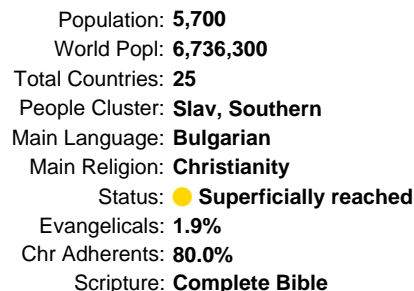 Population: 5,700
World Popl: 6,736,300
Total Countries: 25
People Cluster: Slav, Southern
Main Language: Bulgarian
Main Religion: Christianity
Status: Superficially reached
Evangelicals: 1.9%
Chr Adherents: 80.0%
Scripture: Complete Bible